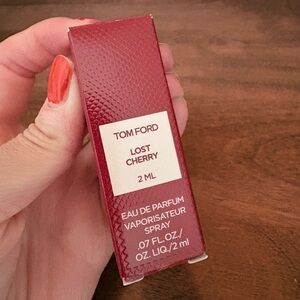 TOM FORD
LOST
CHERRY
2 ML
EAU DE PARFUM
VAPORISATEUR
SPRAY
.07 FL.OZ./
OZ. LIQ./2 ml